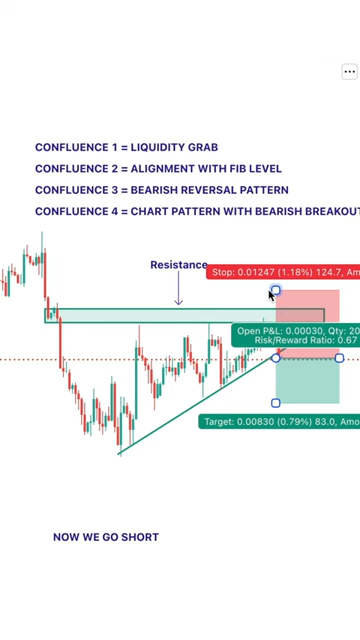 CONFLUENCE 1 = LIQUIDITY GRAB
CONFLUENCE 2 = ALIGNMENT WITH FIB LEVEL
CONFLUENCE 3 = BEARISH REVERSAL PATTERN
CONFLUENCE 4 = CHART PATTERN WITH BEARISH BREAKOUT
Resistance
Stop: 0.01247 (1.18%) 124.7, Am
Open P&L: 0.00030, Qty: 20
Risk/Reward Ratio: 0.67
Target: 0.00830 (0.79%) 83.0, Amo
NOW WE GO SHORT